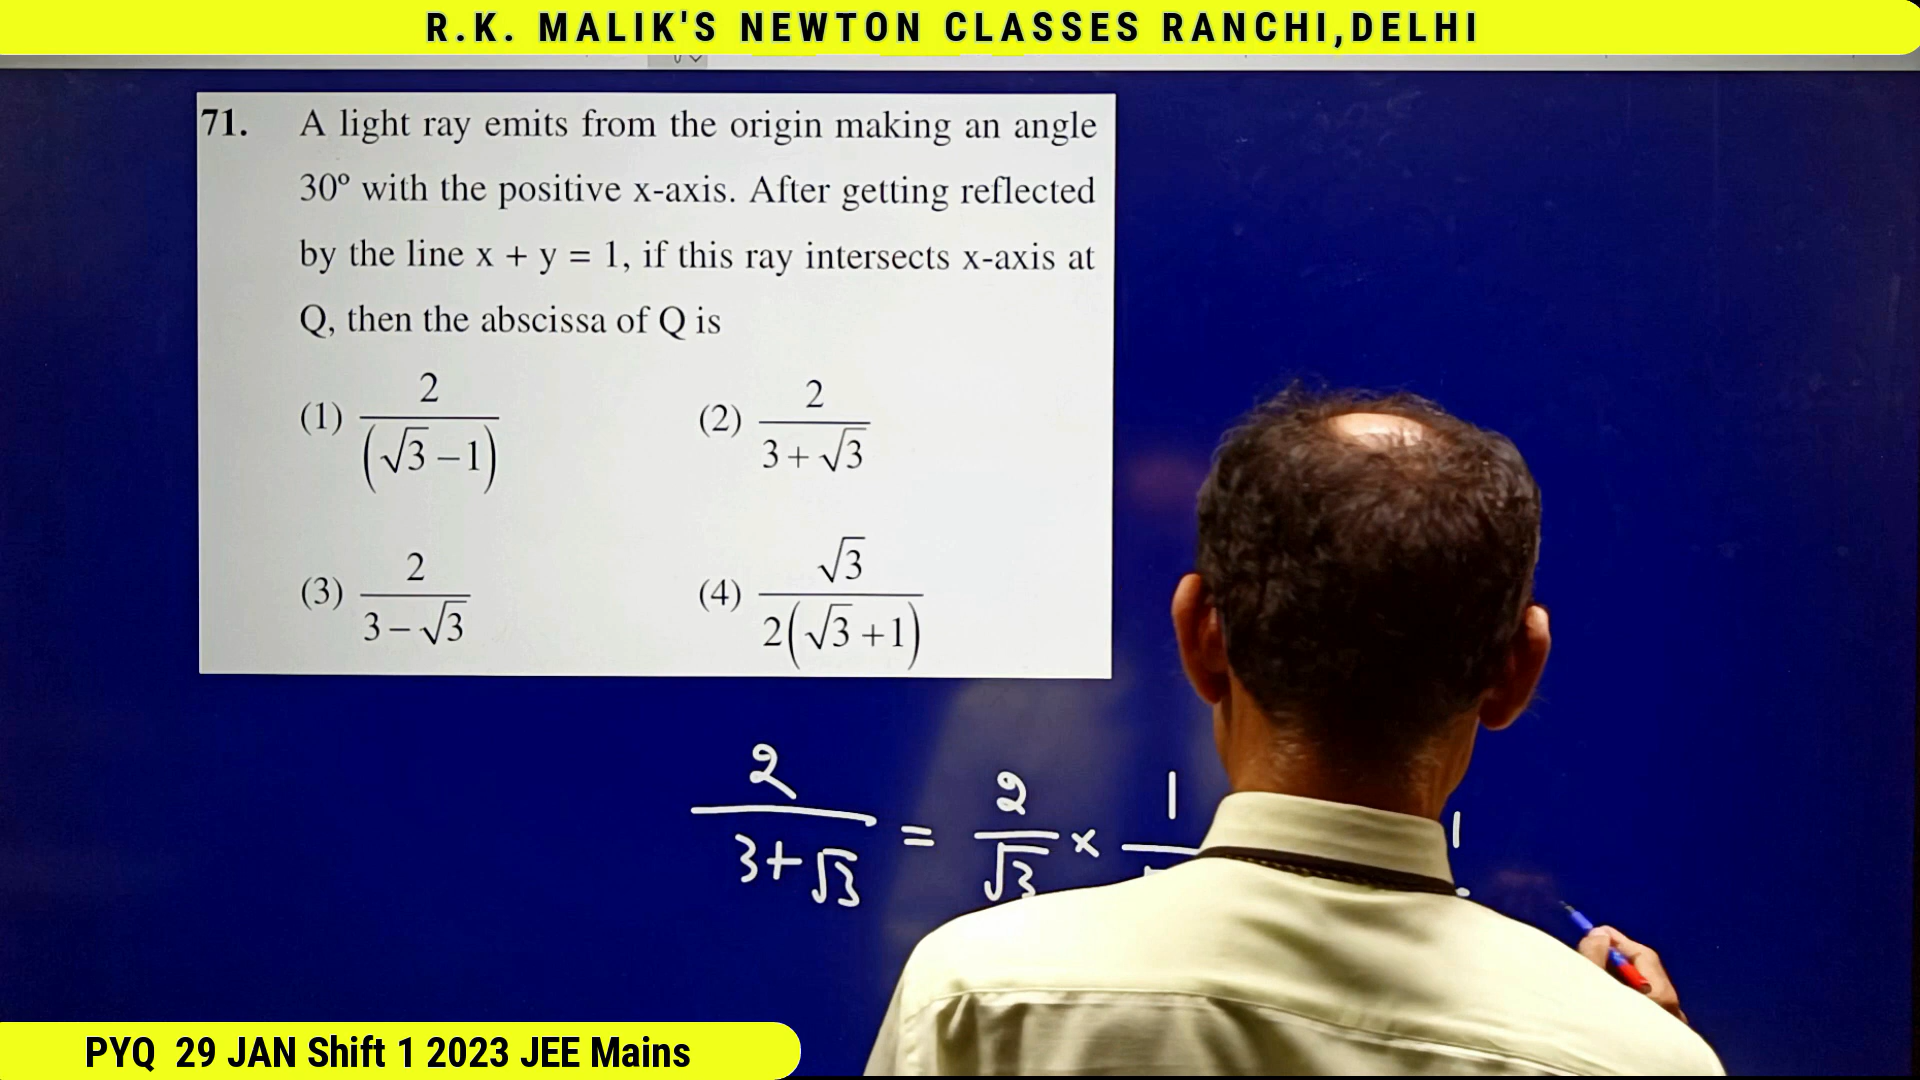 R.K. MALIK'S NEWTON CLASSES RANCHI,DELHI
71. A light ray emits from the origin making an angle
30º with the positive x-axis. After getting reflected
by the line x + y = 1, if this ray intersects x-axis at
Q, then the abscissa of Q is
(1) 2/(√3 – 1) (2) 2/3 + √3
(3) 2/3 – √3 (4) √3/2(√3 + 1)
2/3+√3 = 2/√3 × 1
PYQ 29 JAN Shift 1 2023 JEE Mains